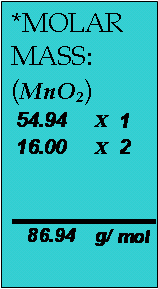 *MOLAR
MASS:
(MnO₂)
54.94 X 1
16.00 X 2
86.94 g/ mol